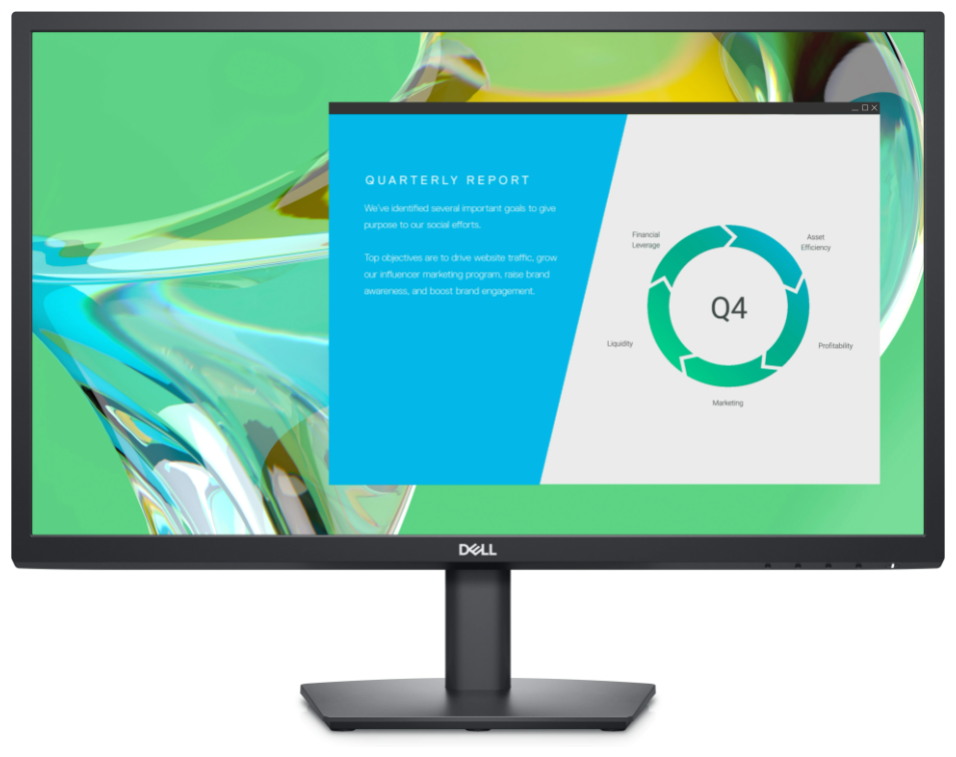 QUARTERLY REPORT
We've identified several important goals to give
purpose to our social efforts.
Top objectives are to drive website traffic, grow
our influencer marketing program, raise brand
awareness, and boost brand engagement.
Financial
Leverage
Asset
Efficiency
Q4
Liquidity
Profitability
Marketing
DELL